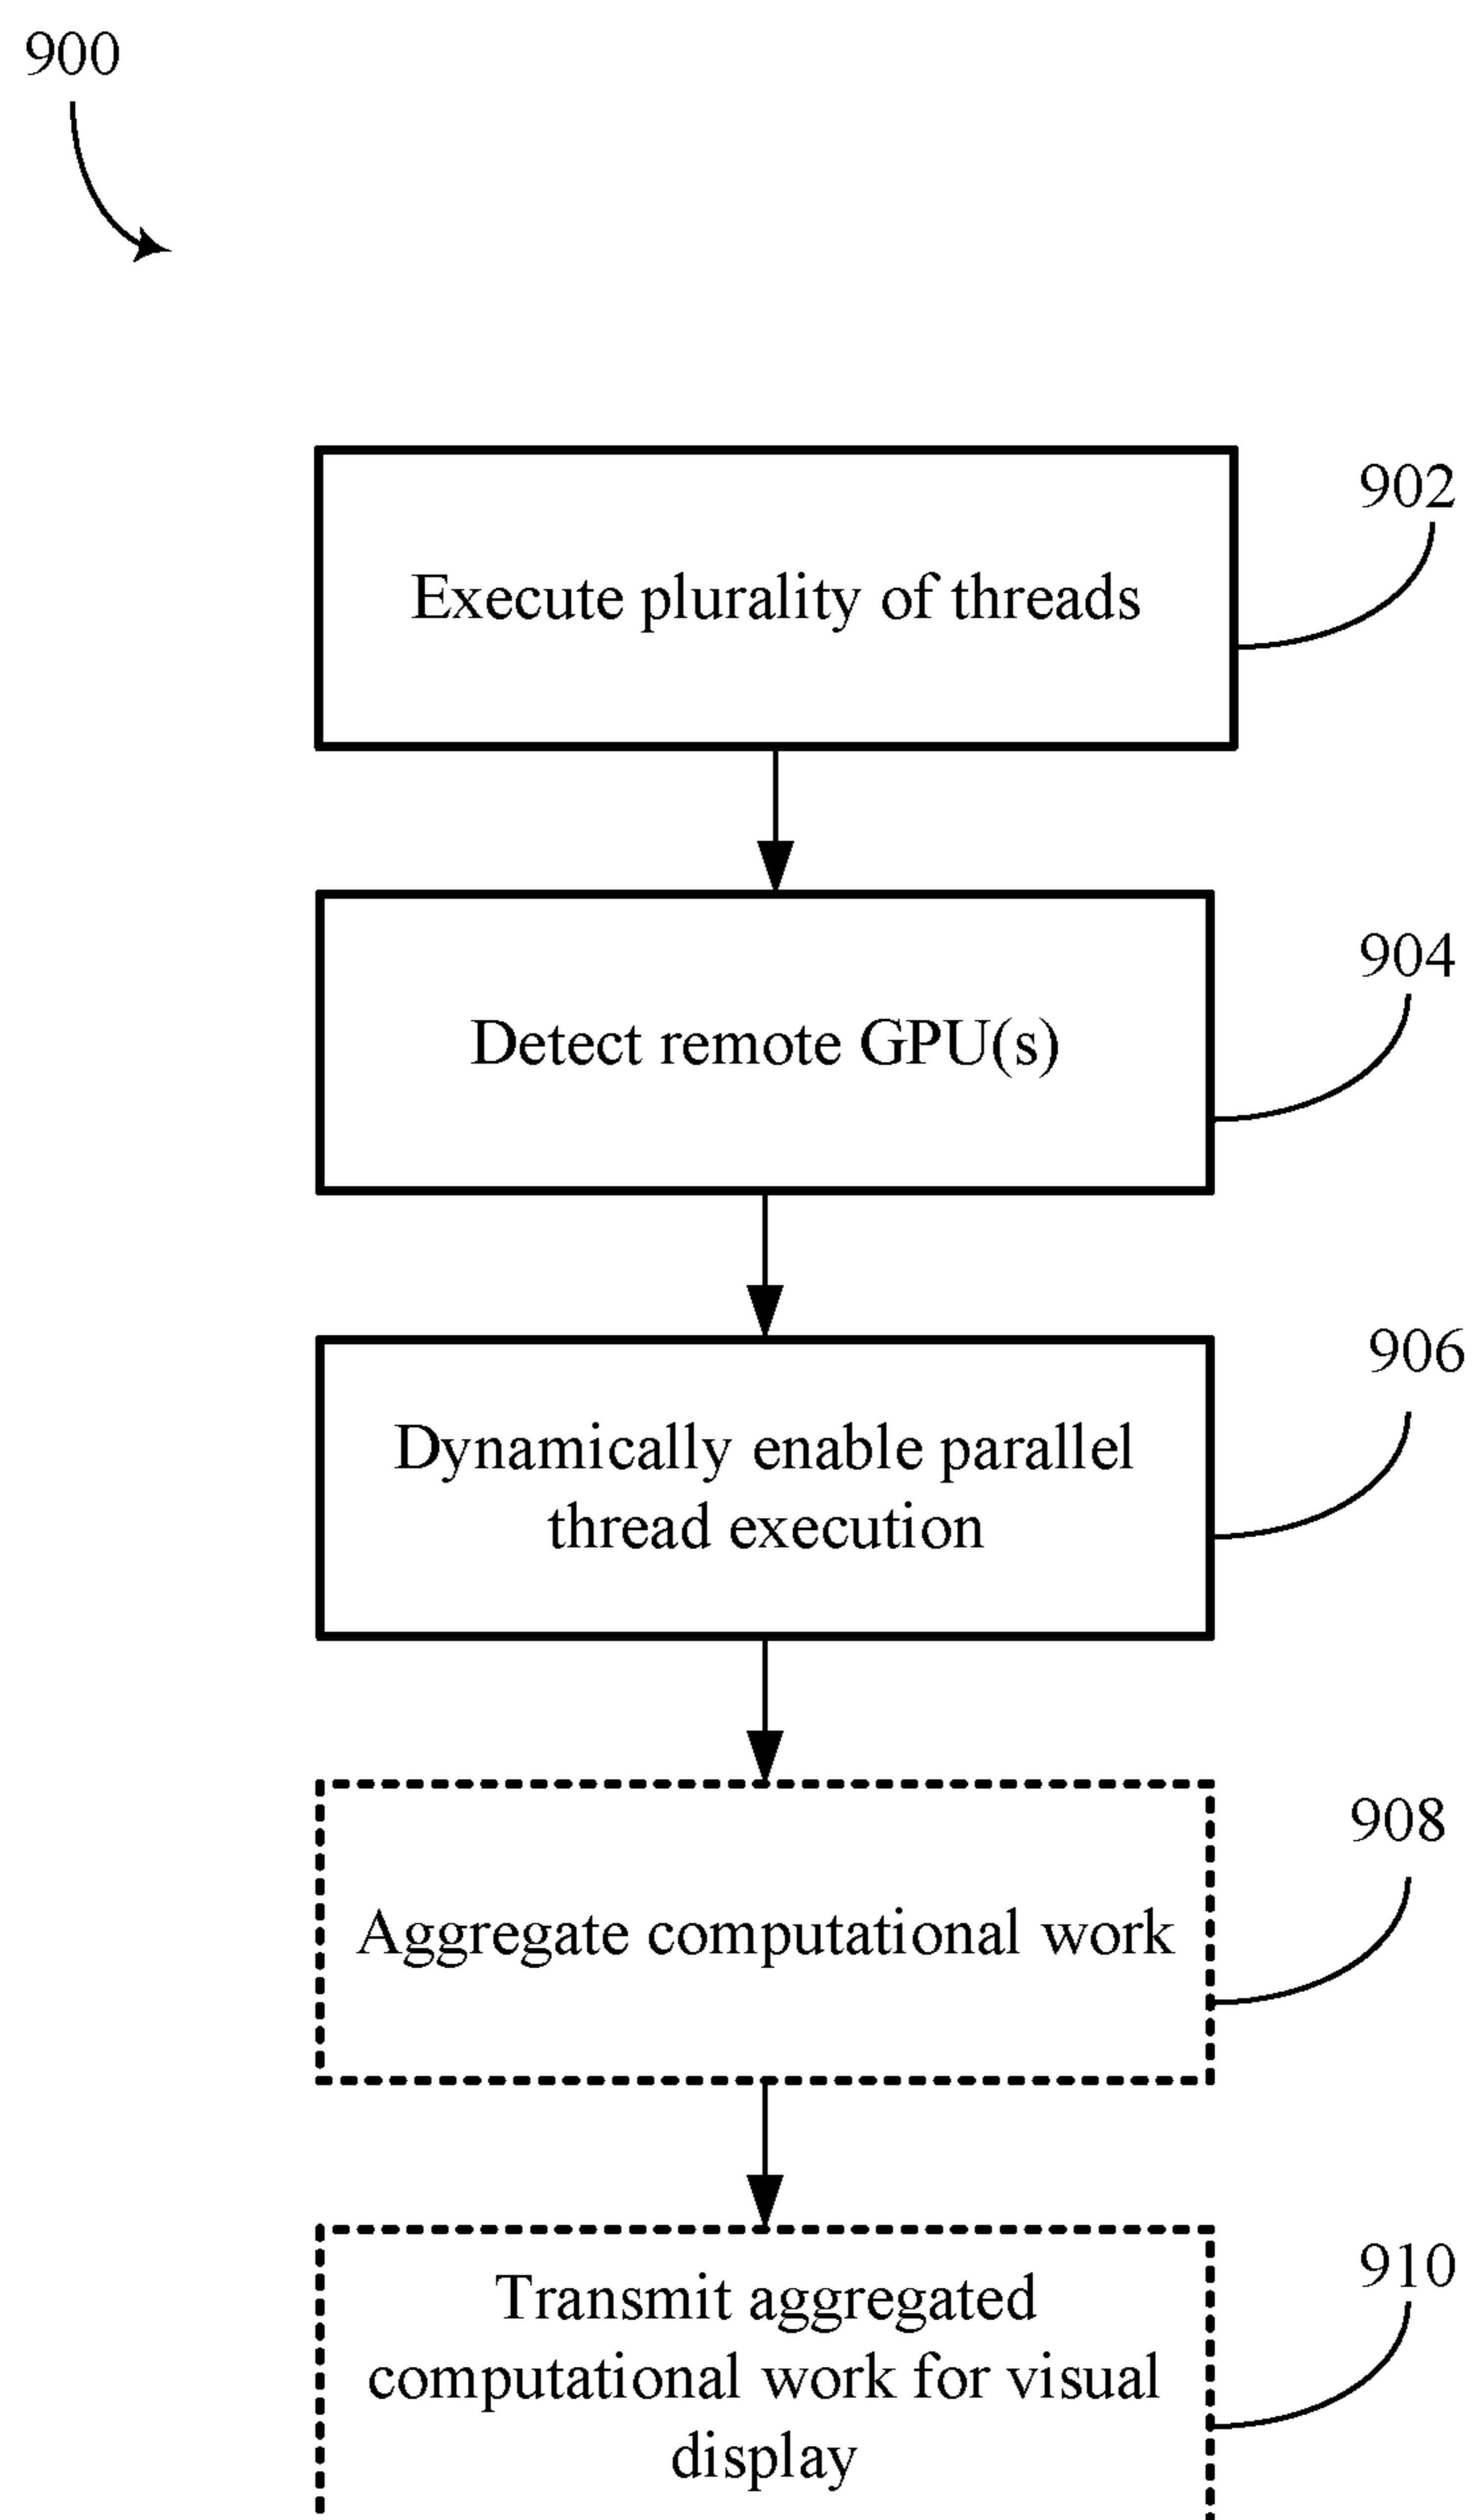 900
902
Execute plurality of threads
904
Detect remote GPU(s)
906
Dynamically enable parallel
thread execution
908
Aggregate computational work
910
Transmit aggregated
computational work for visual
display